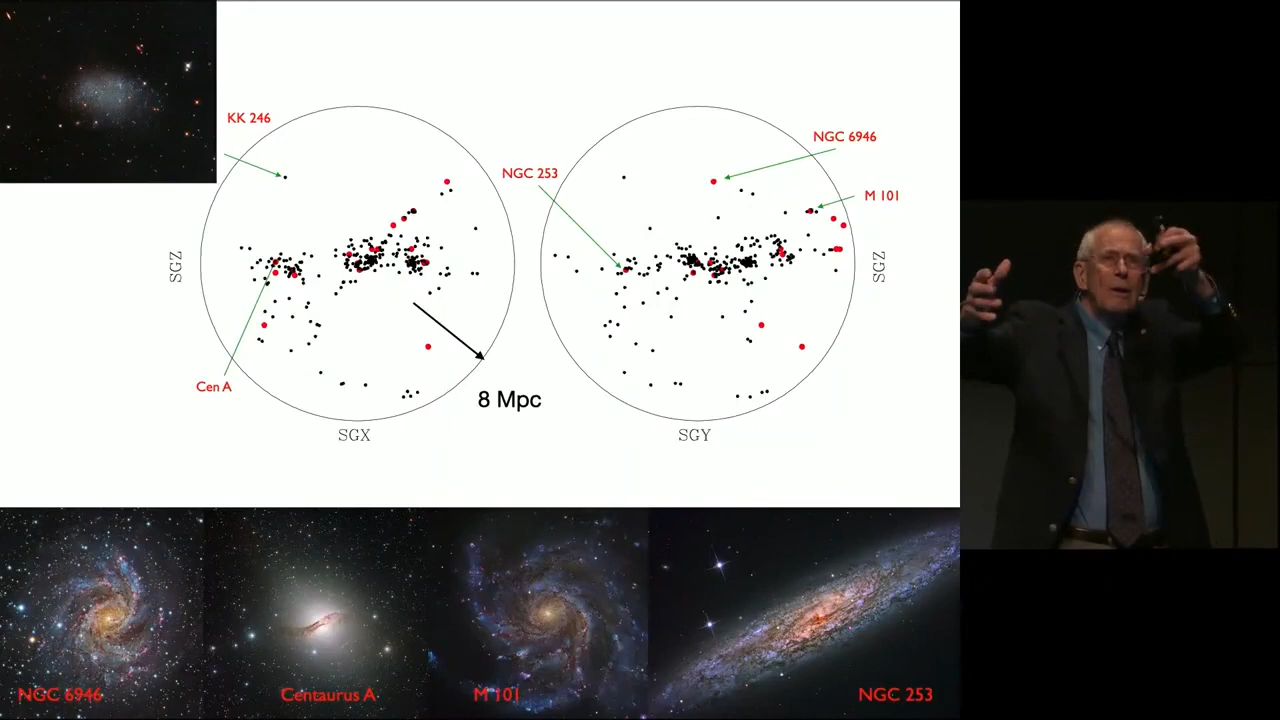 KK 246
NGC 6946
NGC 253
M 101
SGZ
SGZ
Cen A
8 Mpc
SGX
SGY
NGC 6946
Centaurus A
M 101
NGC 253